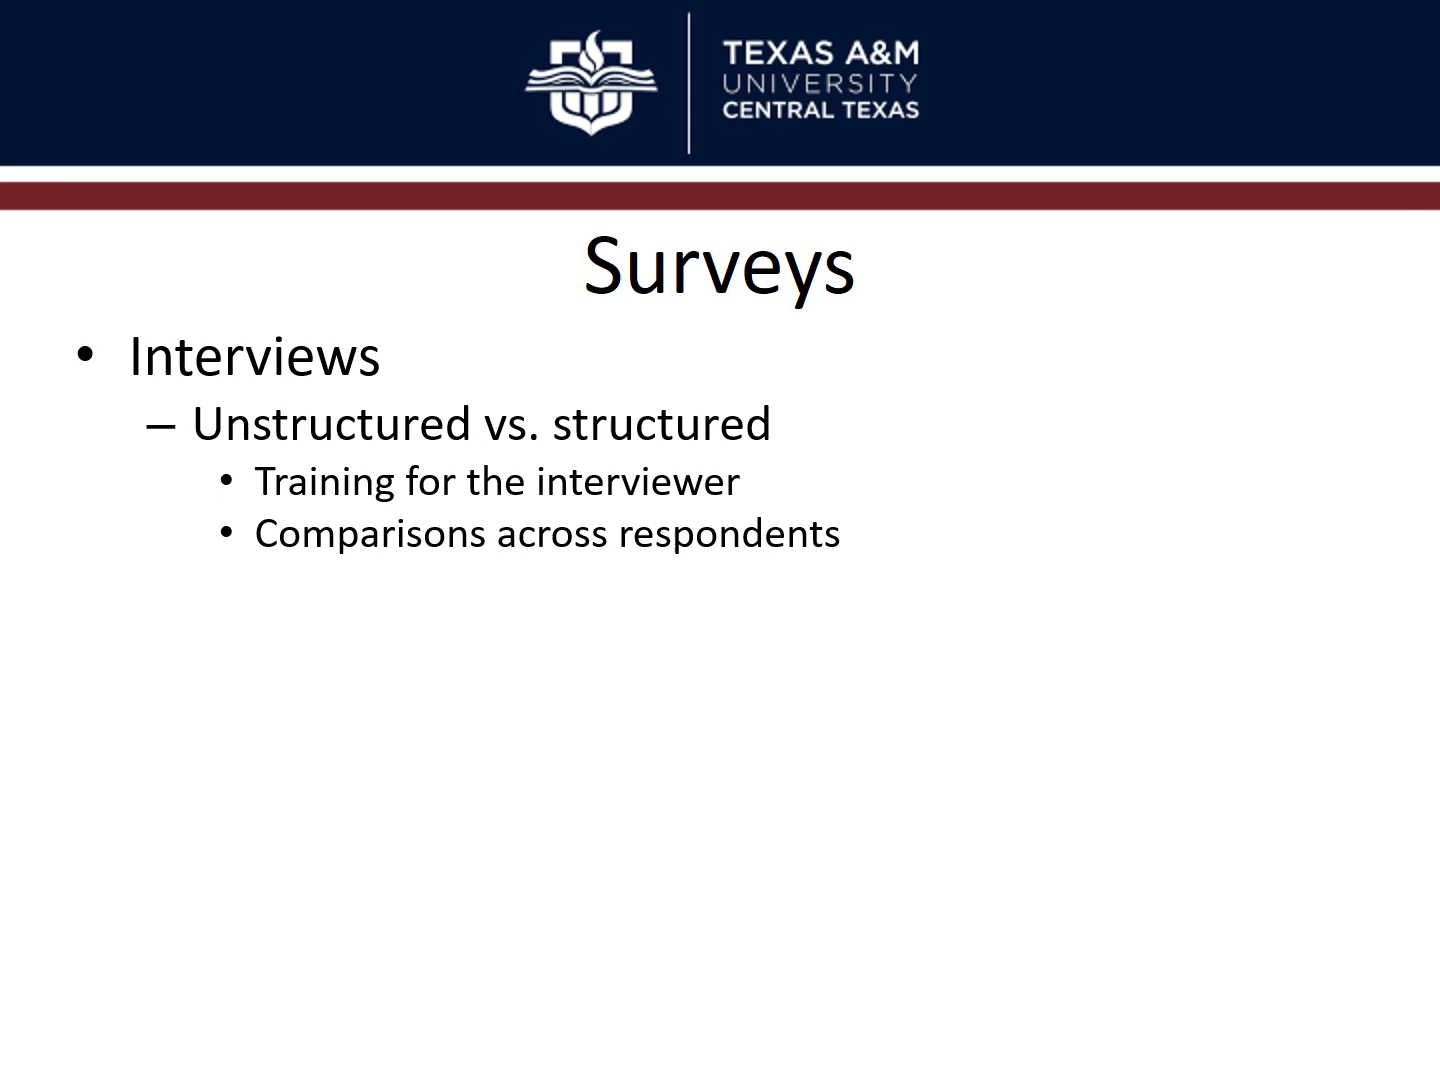 TEXAS A&M
UNIVERSITY
CENTRAL TEXAS
Surveys
• Interviews
– Unstructured vs. structured
• Training for the interviewer
• Comparisons across respondents